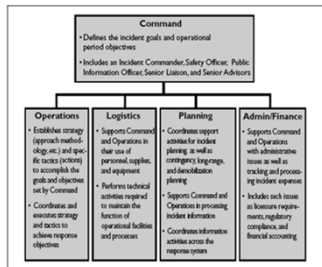 Command
• Defines the incident goals and operational
period objectives
• Includes an Incident Commander, Safety Officer, Public
Information Officer, Senior Liaison, and Senior Advisors
Operations
• Establishes strategy
(approach method-
ology, etc.) and spec-
ific tactics (actions)
to accomplish the
goals and objectives
set by Command
• Coordinates and
executes strategy
and tactics to
achieve response
objectives
Logistics
• Supports Command
and Operations in
their use of
personnel, supplies,
and equipment
• Performs technical
activities required
to maintain the
function of
operational facilities
and processes
Planning
• Coordinates support
activities for incident
planning as well as
contingency, long-range,
and demobilization
planning
• Supports Command and
Operations in processing
incident information
• Coordinates information
activities across the
response system
Admin/Finance
• Supports Command
and Operations
with administrative
issues as well as
tracking and process-
ing incident expenses
• Includes such issues
as licensure require-
ments, regulatory
compliance, and
financial accounting